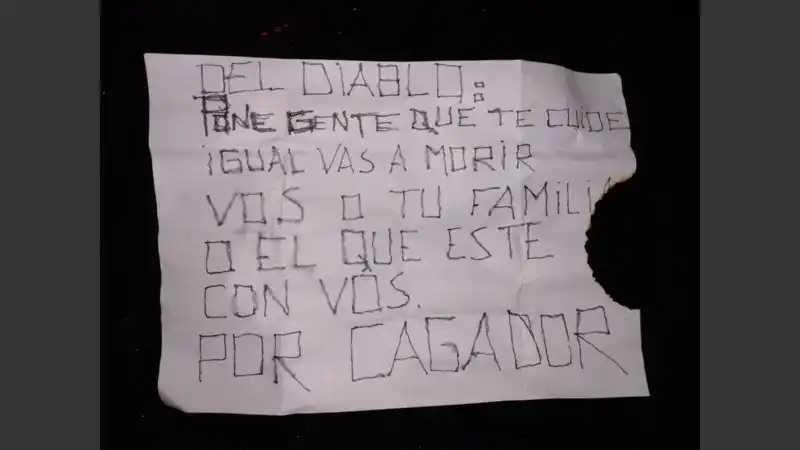 DEL DIABLO:
PONE GENTE QUE TE CUIDE
IGUAL VAS A MORIR
VOS O TU FAMILIA
O EL QUE ESTE
CON VOS.
POR CAGADOR